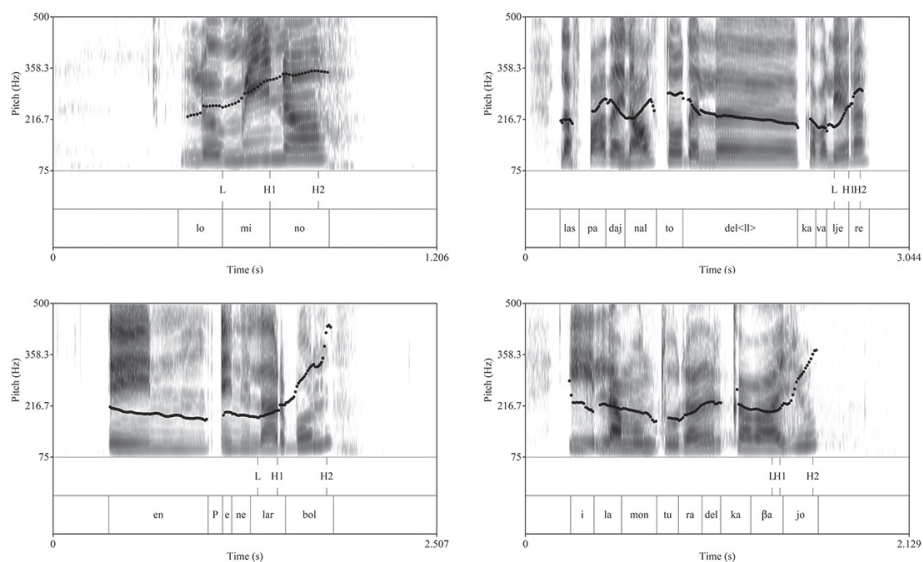 500
358.3
216.7
75
Pitch (Hz)
L H1 H2
lo mi no
0 1.206
Time (s)
500
358.3
216.7
75
Pitch (Hz)
L H1 H2
las pa daj nal to del<ll> ka va lje re
0 3.044
Time (s)
500
358.3
216.7
75
Pitch (Hz)
L H1 H2
en P e ne lar bol
0 2.507
Time (s)
500
358.3
216.7
75
Pitch (Hz)
L H1 H2
i la mon tu ra del ka βa jo
0 2.129
Time (s)